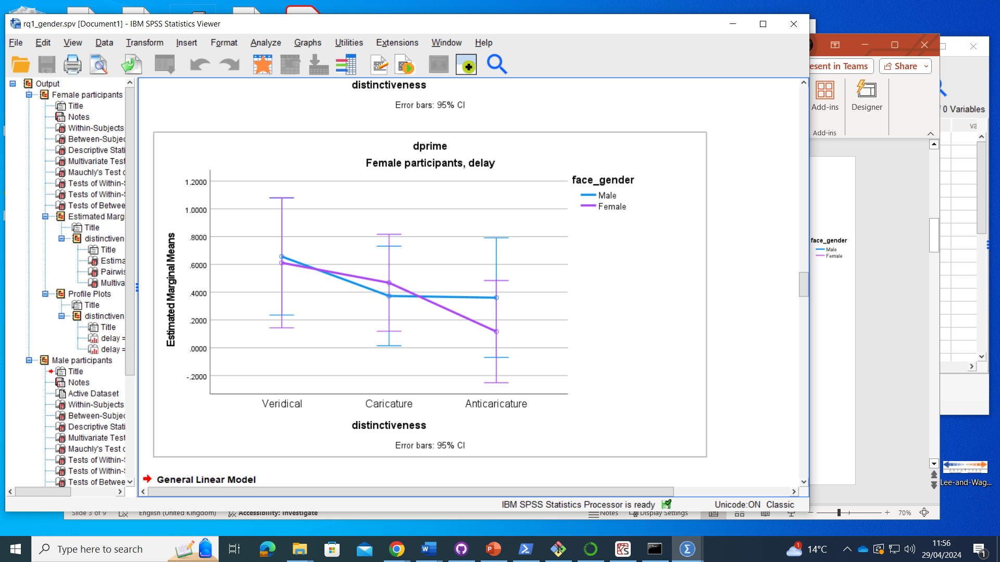 rq1_gender.spv [Document1] - IBM SPSS Statistics Viewer
File Edit View Data Transform Insert Format Analyze Graphs Utilities Extensions Window Help
Output
Female participants
Title
Notes
Within-Subjects
Between-Subjec
Descriptive Stati
Multivariate Test
Mauchly's Test
Tests of Within-
Tests of Within-
Tests of Betwee
Estimated Marg
Title
distinctiven
Title
Estima
Pairwis
Multiva
Profile Plots
Title
distinctiven
Title
delay =
delay =
Male participants
Title
Notes
Active Dataset
Within-Subjects
Between-Subjec
Descriptive Stati
Multivariate Test
Mauchly's Test
Tests of Within-
Tests of Within-
Tests of Betwee
distinctiveness
Error bars: 95% CI
dprime
Female participants, delay
Estimated Marginal Means
1.2000
1.0000
.8000
.6000
.4000
.2000
.0000
-.2000
face_gender
Male
Female
Veridical Caricature Anticaricature
distinctiveness
Error bars: 95% CI
General Linear Model
IBM SPSS Statistics Processor is ready Unicode:ON Classic
esent in Teams Share
Add-ins Designer
Add-ins
0 Variables
va
face_gender
Male
Female
Slide 3 of 9 English (United Kingdom) Accessibility: Investigate Notes Display Settings 70%
Lee-and-Wag...
Type here to search
1 14°C
11:56
29/04/2024
1